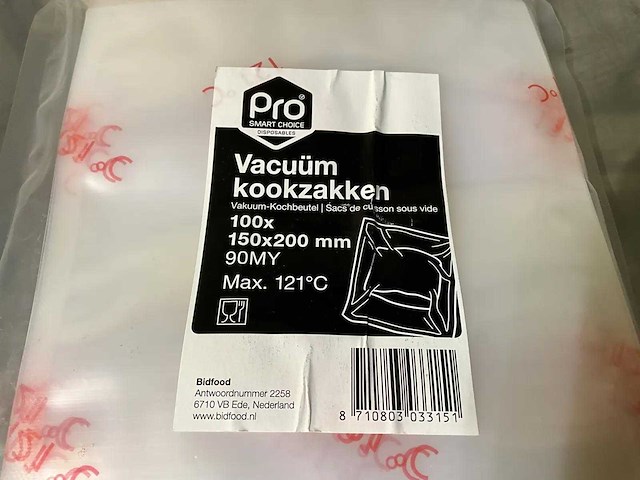 Pro
SMART CHOICE
DISPOSABLES
Vacuüm
kookzakken
Vakuum-Kochbeutel | Sacs de cuisson sous vide
100x
150x200 mm
90MY
Max. 121°C
Bidfood
Antwoordnummer 2258
6710 VB Ede, Nederland
www.bidfood.nl
8 710803 033151